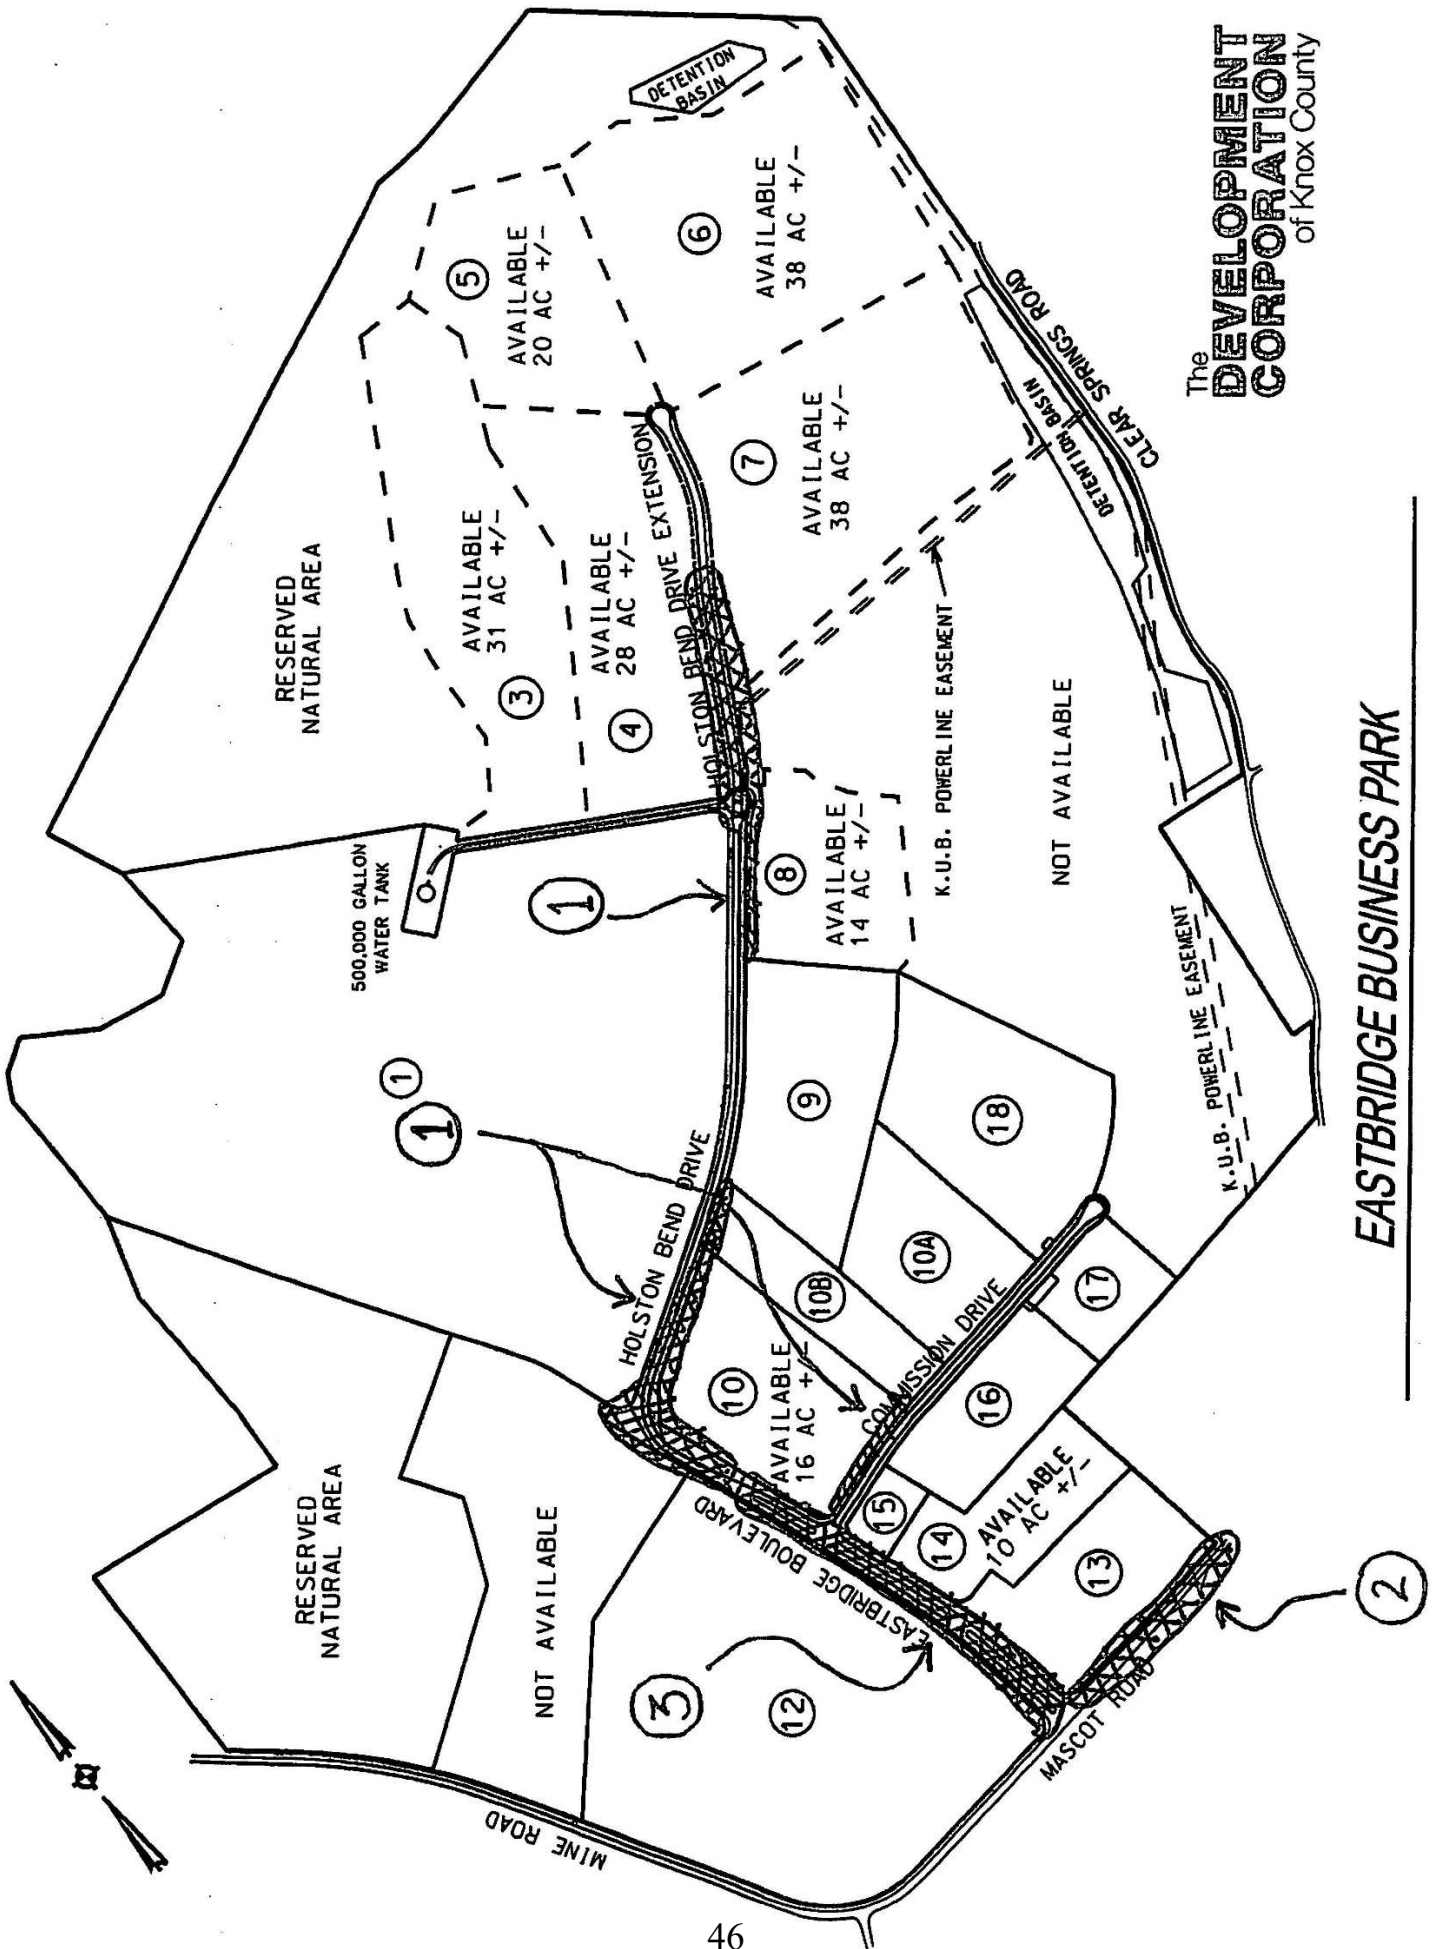 RESERVED
NATURAL AREA
NOT AVAILABLE
MINE ROAD
12
3
EASTBRIDGE BOULEVARD
MASCOT ROAD
2
13
14
AVAILABLE
10 AC +/-
15
16
17
COMMISSION DRIVE
10
AVAILABLE
16 AC +/-
10B
10A
18
9
HOLSTON BEND DRIVE
1
1
1
500,000 GALLON
WATER TANK
8
AVAILABLE
14 AC +/-
K.U.B. POWERLINE EASEMENT
NOT AVAILABLE
K.U.B. POWERLINE EASEMENT
RESERVED
NATURAL AREA
3
AVAILABLE
31 AC +/-
4
AVAILABLE
28 AC +/-
HOLSTON BEND DRIVE EXTENSION
5
AVAILABLE
20 AC +/-
6
AVAILABLE
38 AC +/-
7
AVAILABLE
38 AC +/-
DETENTION
BASIN
DETENTION BASIN
CLEAR SPRINGS ROAD
EASTBRIDGE BUSINESS PARK
The
DEVELOPMENT
CORPORATION
of Knox County
46